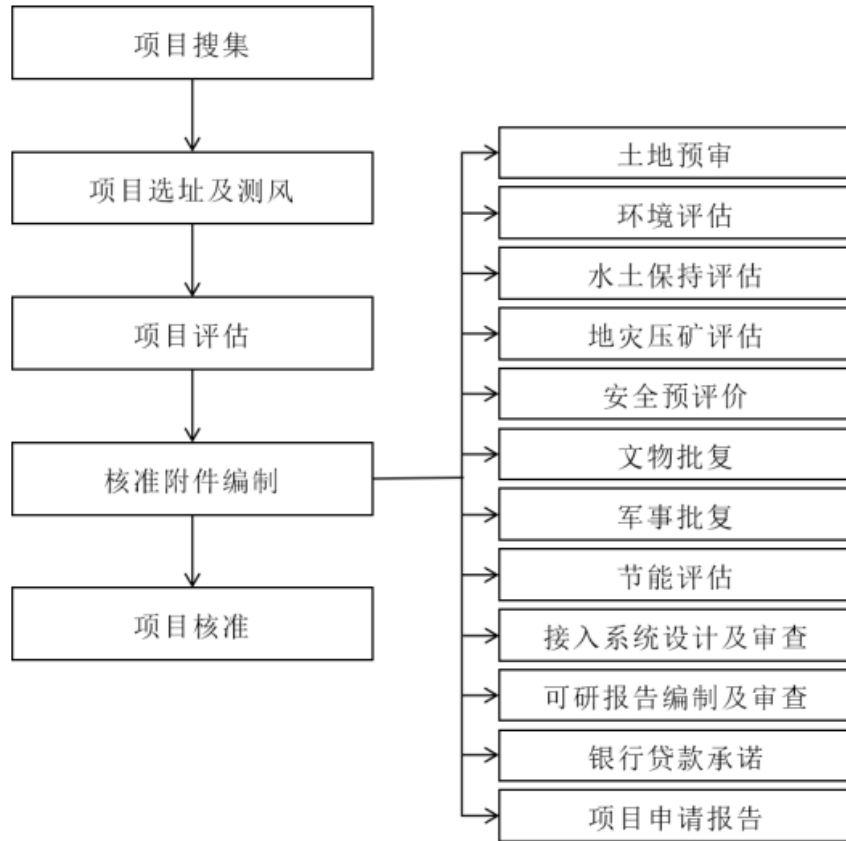 项目搜集
项目选址及测风
项目评估
核准附件编制
项目核准
土地预审
环境评估
水土保持评估
地灾压矿评估
安全预评价
文物批复
军事批复
节能评估
接入系统设计及审查
可研报告编制及审查
银行贷款承诺
项目申请报告